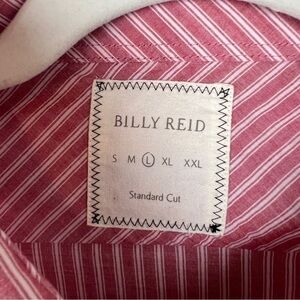 BILLY REID
S M L XL XXL
Standard Cut